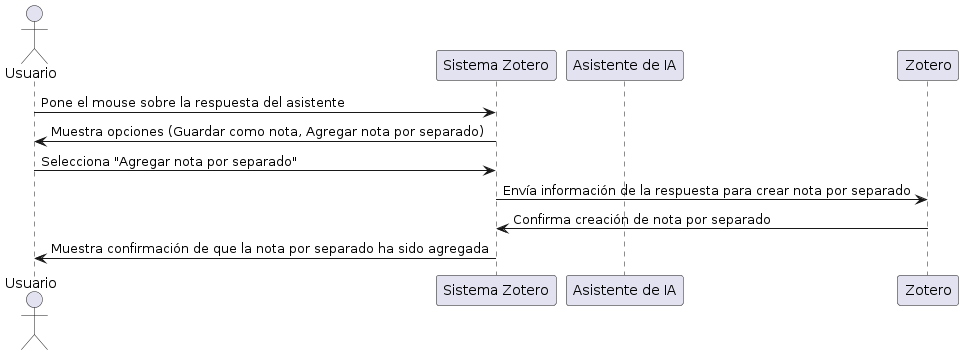 Usuario
Sistema Zotero
Asistente de IA
Zotero
Pone el mouse sobre la respuesta del asistente
Muestra opciones (Guardar como nota, Agregar nota por separado)
Selecciona "Agregar nota por separado"
Envía información de la respuesta para crear nota por separado
Confirma creación de nota por separado
Muestra confirmación de que la nota por separado ha sido agregada
Usuario
Sistema Zotero
Asistente de IA
Zotero